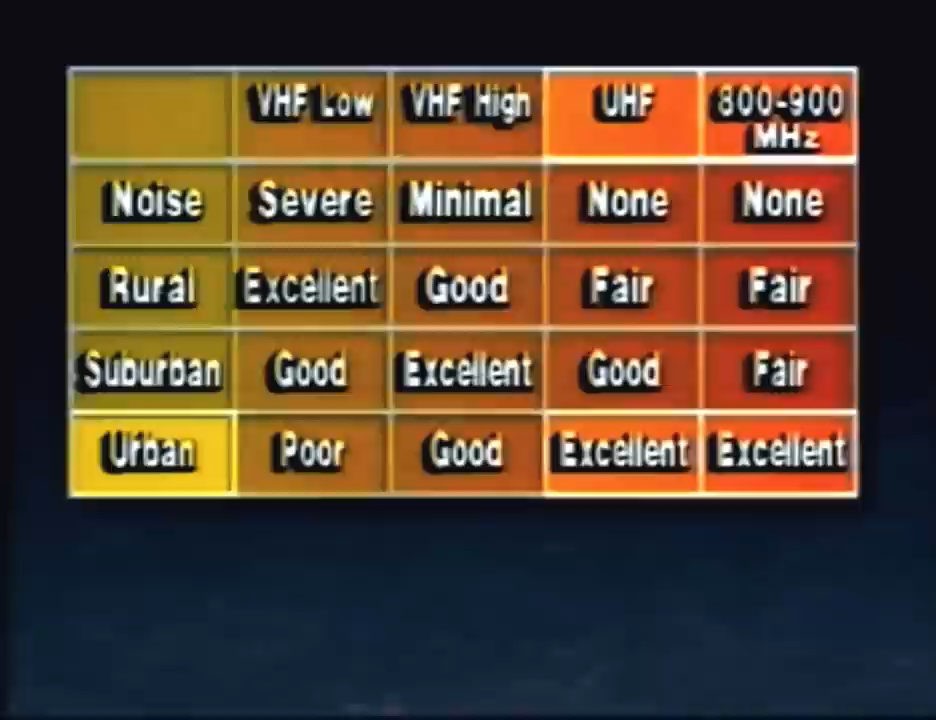 VHF Low VHF High UHF 800-900
MHz
Noise Severe Minimal None None
Rural Excellent Good Fair Fair
Suburban Good Excellent Good Fair
Urban Poor Good Excellent Excellent